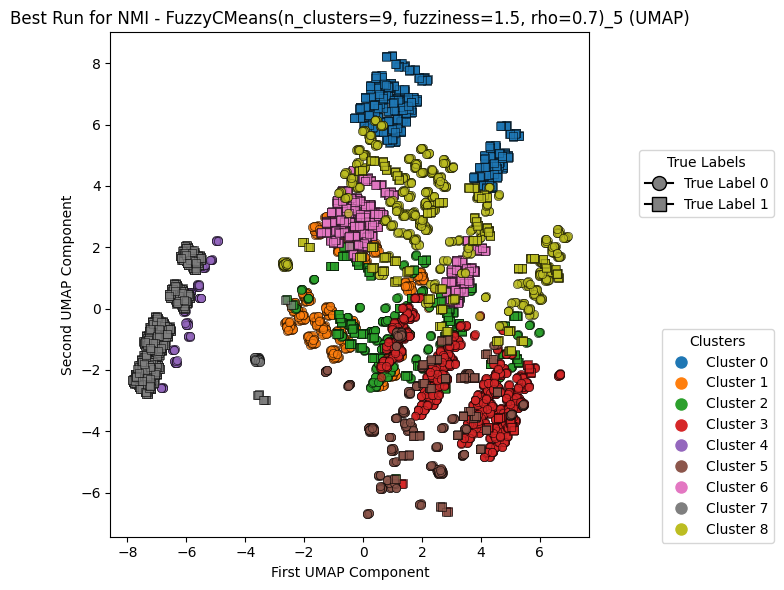 Best Run for NMI - FuzzyCMeans(n_clusters=9, fuzziness=1.5, rho=0.7)_5 (UMAP)
8
6
4
2
0
−2
−4
−6
Second UMAP Component
−8
−6
−4
−2
0
2
4
6
First UMAP Component
True Labels
True Label 0
True Label 1
Clusters
Cluster 0
Cluster 1
Cluster 2
Cluster 3
Cluster 4
Cluster 5
Cluster 6
Cluster 7
Cluster 8